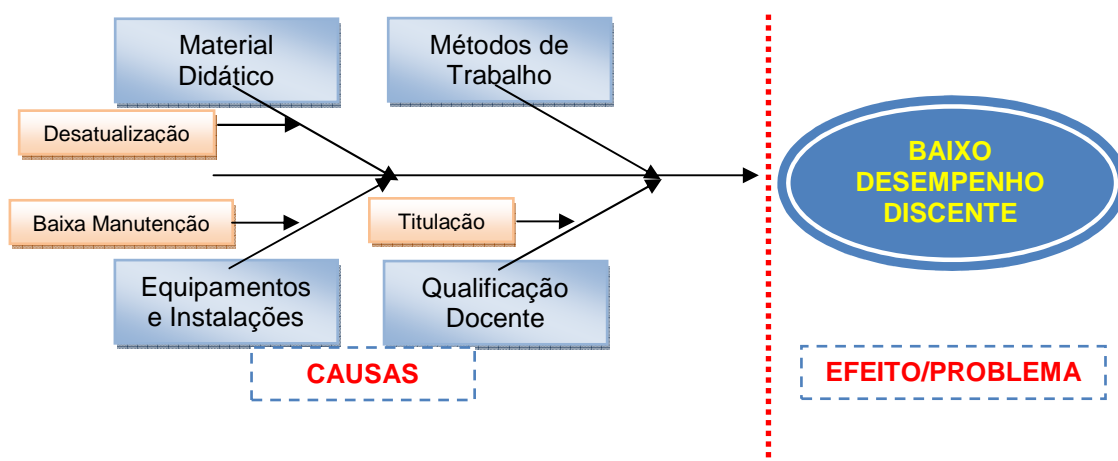 Material
Didático
Métodos de
Trabalho
Desatualização
Baixa Manutenção
Titulação
Equipamentos
e Instalações
Qualificação
Docente
CAUSAS
BAIXO
DESEMPENHO
DISCENTE
EFEITO/PROBLEMA